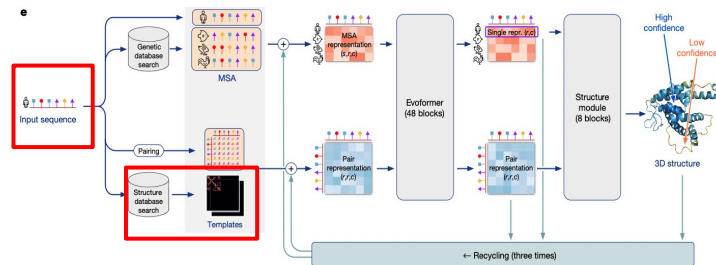 e
Input sequence
Genetic
database
search
MSA
MSA
representation
(s,r,c)
Evoformer
(48 blocks)
Single repr. (r,c)
Structure
module
(8 blocks)
High
confidence
Low
confidence
3D structure
Pairing
Structure
database
search
Templates
Pair
representation
(r,r,c)
Pair
representation
(r,r,c)
← Recycling (three times)